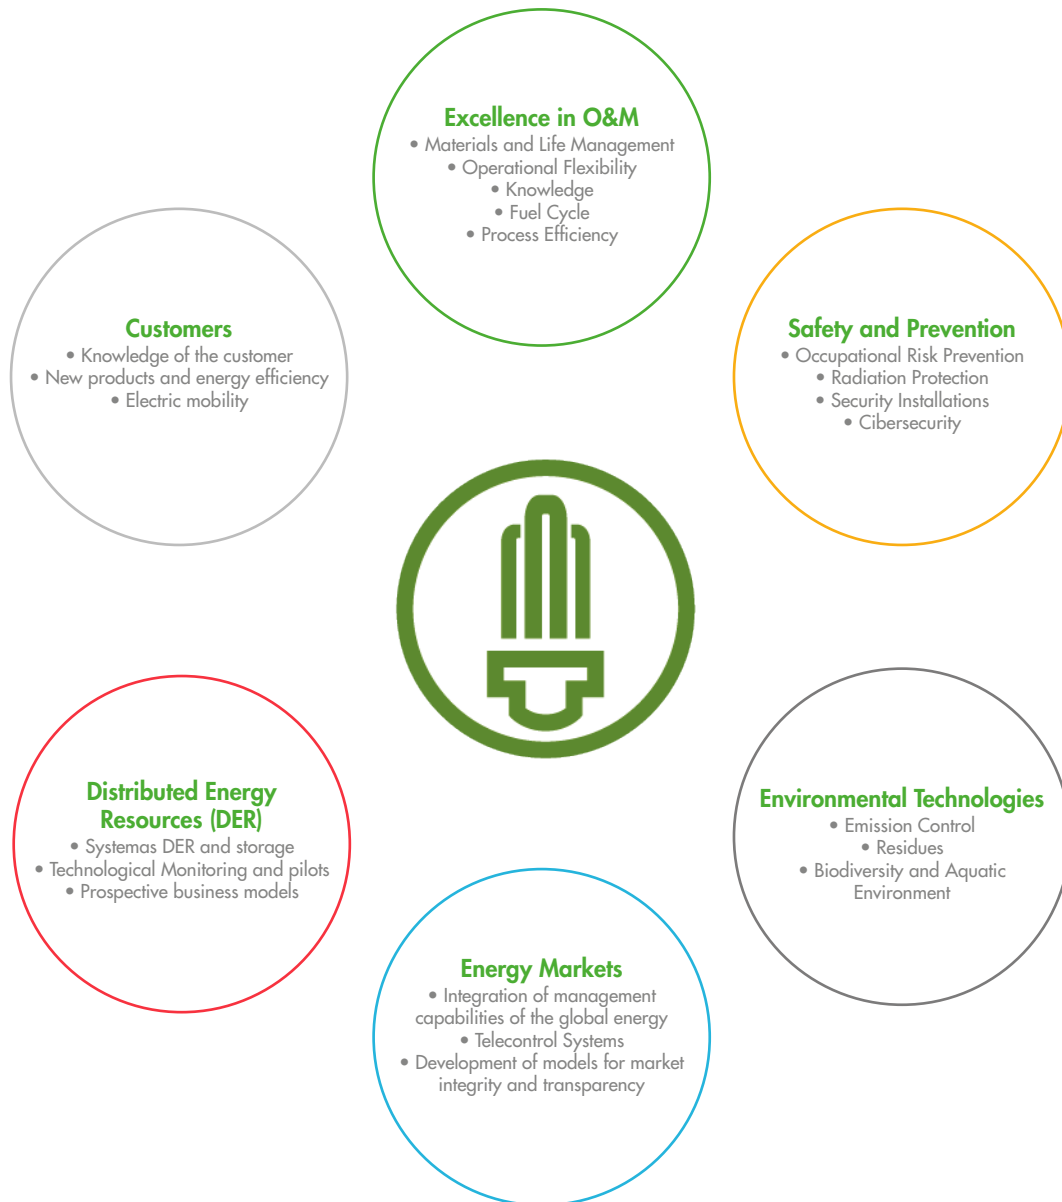 Excellence in O&M
• Materials and Life Management
• Operational Flexibility
• Knowledge
• Fuel Cycle
• Process Efficiency
Customers
• Knowledge of the customer
• New products and energy efficiency
• Electric mobility
Safety and Prevention
• Occupational Risk Prevention
• Radiation Protection
• Security Installations
• Cibersecurity
Distributed Energy
Resources (DER)
• Systemas DER and storage
• Technological Monitoring and pilots
• Prospective business models
Environmental Technologies
• Emission Control
• Residues
• Biodiversity and Aquatic
Environment
Energy Markets
• Integration of management
capabilities of the global energy
• Telecontrol Systems
• Development of models for market
integrity and transparency